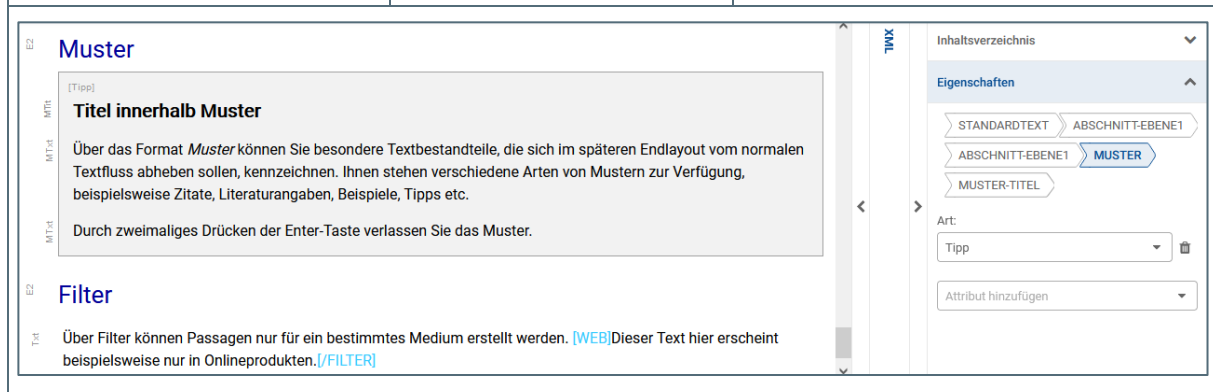 E2
Muster
[Tipp]
MTit
Titel innerhalb Muster
MTxt
Über das Format Muster können Sie besondere Textbestandteile, die sich im späteren Endlayout vom normalen
Textfluss abheben sollen, kennzeichnen. Ihnen stehen verschiedene Arten von Mustern zur Verfügung,
beispielsweise Zitate, Literaturangaben, Beispiele, Tipps etc.
MTxt
Durch zweimaliges Drücken der Enter-Taste verlassen Sie das Muster.
E2
Filter
Txt
Über Filter können Passagen nur für ein bestimmtes Medium erstellt werden. [WEB]Dieser Text hier erscheint
beispielsweise nur in Onlineprodukten.[/FILTER]
XML
Inhaltsverzeichnis
Eigenschaften
STANDARDTEXT ABSCHNITT-EBENE1
ABSCHNITT-EBENE1 MUSTER
MUSTER-TITEL
Art:
Tipp
Attribut hinzufügen